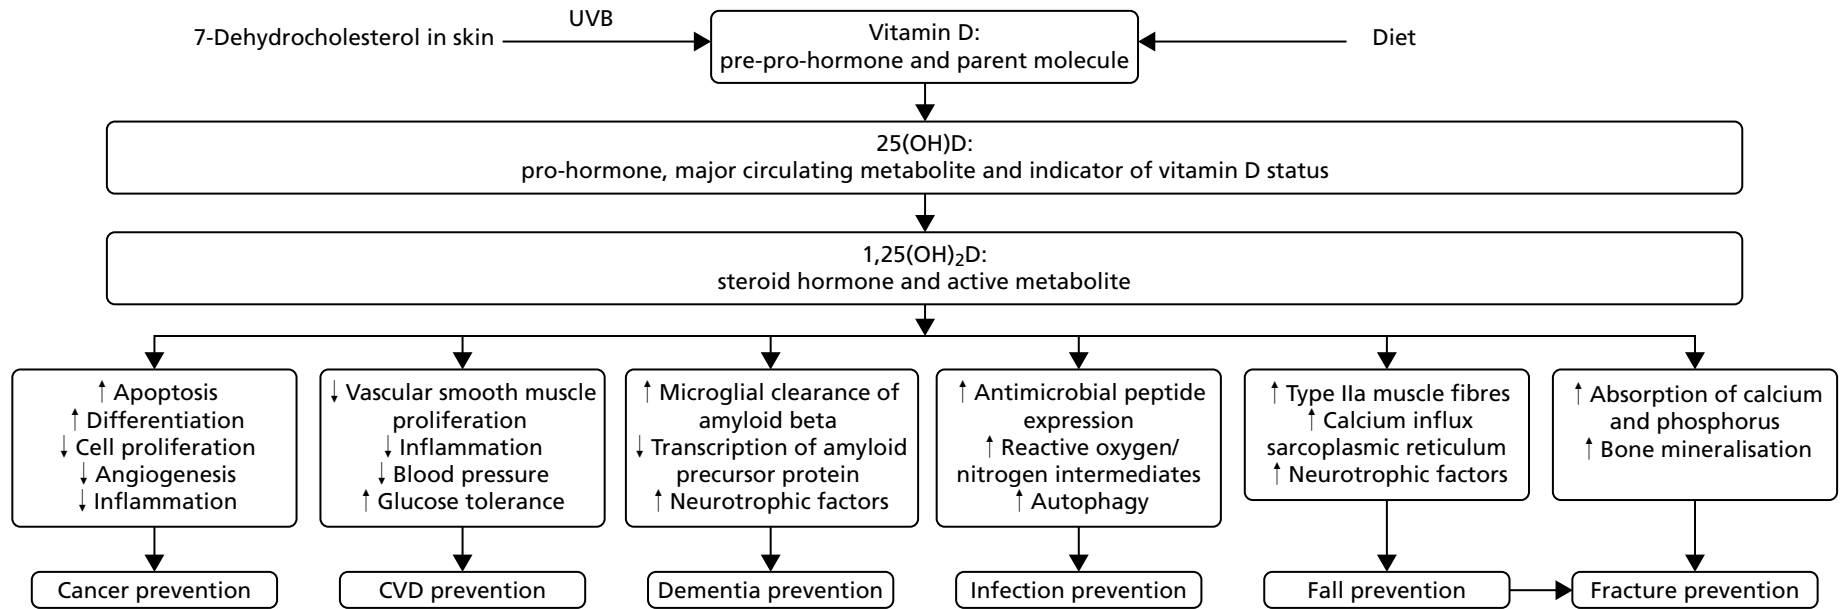 UVB
7-Dehydrocholesterol in skin
Vitamin D:
pre-pro-hormone and parent molecule
Diet
25(OH)D:
pro-hormone, major circulating metabolite and indicator of vitamin D status
1,25(OH)₂D:
steroid hormone and active metabolite
↑ Apoptosis
↑ Differentiation
↓ Cell proliferation
↓ Angiogenesis
↓ Inflammation
↓ Vascular smooth muscle
proliferation
↓ Inflammation
↓ Blood pressure
↑ Glucose tolerance
↑ Microglial clearance of
amyloid beta
↓ Transcription of amyloid
precursor protein
↑ Neurotrophic factors
↑ Antimicrobial peptide
expression
↑ Reactive oxygen/
nitrogen intermediates
↑ Autophagy
↑ Type IIa muscle fibres
↑ Calcium influx
sarcoplasmic reticulum
↑ Neurotrophic factors
↑ Absorption of calcium
and phosphorus
↑ Bone mineralisation
Cancer prevention
CVD prevention
Dementia prevention
Infection prevention
Fall prevention
Fracture prevention